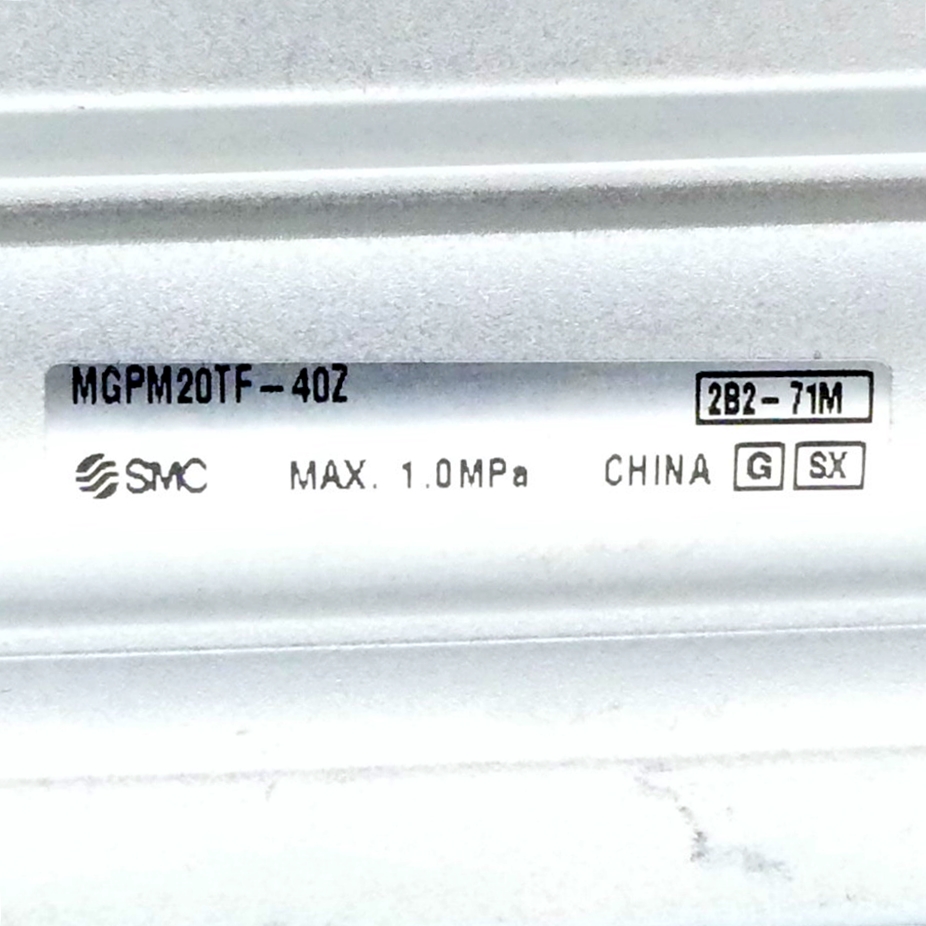 MGPM20TF-40Z 2B2-71M
SMC MAX. 1.0MPa CHINA G SX